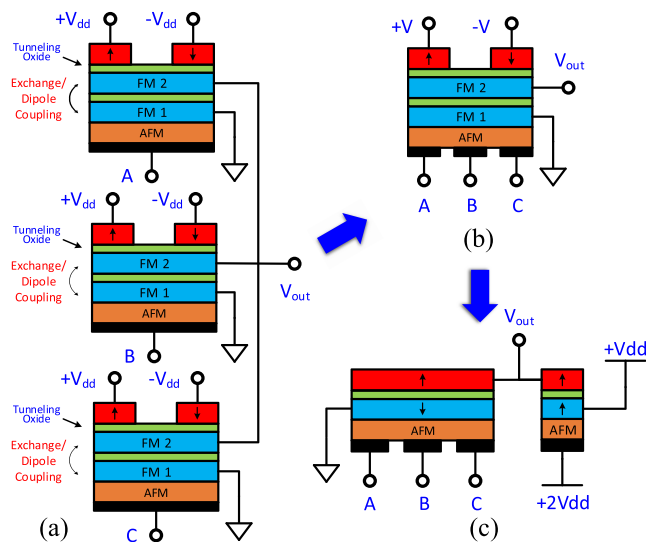 +Vdd -Vdd
Tunneling
Oxide
Exchange/
Dipole
Coupling
↑ ↓
FM 2
FM 1
AFM
A
+Vdd -Vdd
Tunneling
Oxide
Exchange/
Dipole
Coupling
↑ ↓
FM 2
FM 1
AFM
B
Vout
+Vdd -Vdd
Tunneling
Oxide
Exchange/
Dipole
Coupling
↑ ↓
FM 2
FM 1
AFM
C
(a)
+V -V
Vout
↑ ↓
FM 2
FM 1
AFM
A B C
(b)
Vout
+Vdd
↑ ↑
↓ ↑
AFM AFM
A B C
+2Vdd
(c)